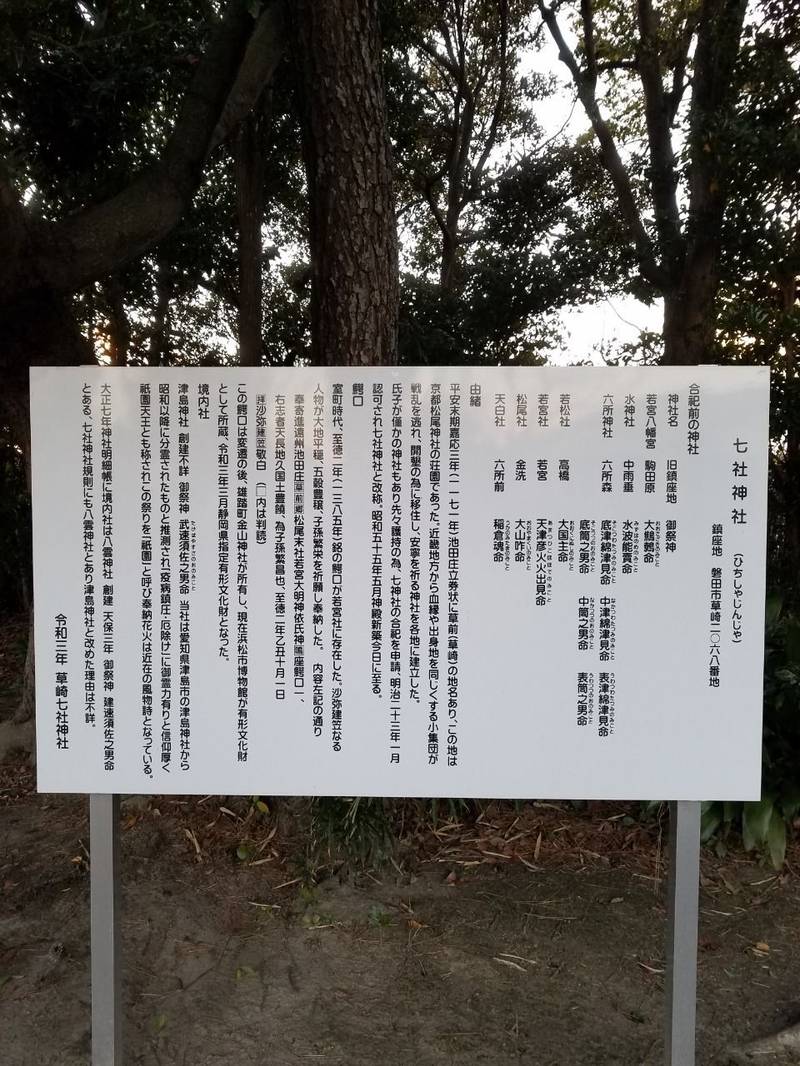 七社神社 (ひちしゃじんじゃ)
鎮座地 磐田市草崎二〇六八番地
合祀前の神社
神社名 旧鎮座地 御祭神
若宮八幡宮 駒田原 大鷦鷯命
水神社 中雨垂 水波能賣命
六所神社 六所森 底津綿津見命 中津綿津見命 表津綿津見命
底筒之男命 中筒之男命 表筒之男命
若松社 高橋 大国主命
若宮社 若宮 天津彦火火出見命
松尾社 金洗 大山咋命
天白社 六所前 稲倉魂命
由緒
平安末期嘉応三年(一一七一年)池田庄立券状に草前(草崎)の地名あり、この地は
京都松尾神社の荘園であった。近畿地方から血縁や出身地を同じくする小集団が
戦乱を逃れ、開墾の為に移住し、安寧を祈る神社を各地に建立した。
氏子が僅かの神社もあり先々護持の為、七神社の合祀を申請、明治二十三年一月
認可され七社神社と改称。昭和五十五年五月神殿新築今日に至る。
鰐口
室町時代、至徳二年(一三八五年)銘の鰐口が若宮社に存在した。沙弥建笠なる
人物が大地平穏、五穀豊穣、子孫繁栄を祈願し奉納した。 内容左記の通り
奉寄進遠州池田庄草前郷松尾末社若宮大明神依氏神鳴座鰐口一、
右志者天長地久国土豊饒、為子孫繁昌也、至徳二年乙丑十月一日
拝沙弥建笠敬白 (□内は判読)
この鰐口は変遷の後、雄踏町金山神社が所有し、現在浜松市博物館が有形文化財
として所蔵、令和三年三月静岡県指定有形文化財となった。
境内社
津島神社 創建不詳 御祭神 武速須佐之男命 当社は愛知県津島市の津島神社から
昭和以降に分霊されたものと推測され「疫病鎮圧・厄除け」に御霊力有りと信仰厚く
祇園天王とも称されこの祭りを「祇園」と呼び奉納花火は近在の風物詩となっている。
大正七年神社明細帳に境内社は八雲神社 創建 天保三年 御祭神 建速須佐之男命
とある、七社神社規則にも八雲神社とあり津島神社と改めた理由は不詳。
令和三年 草崎七社神社